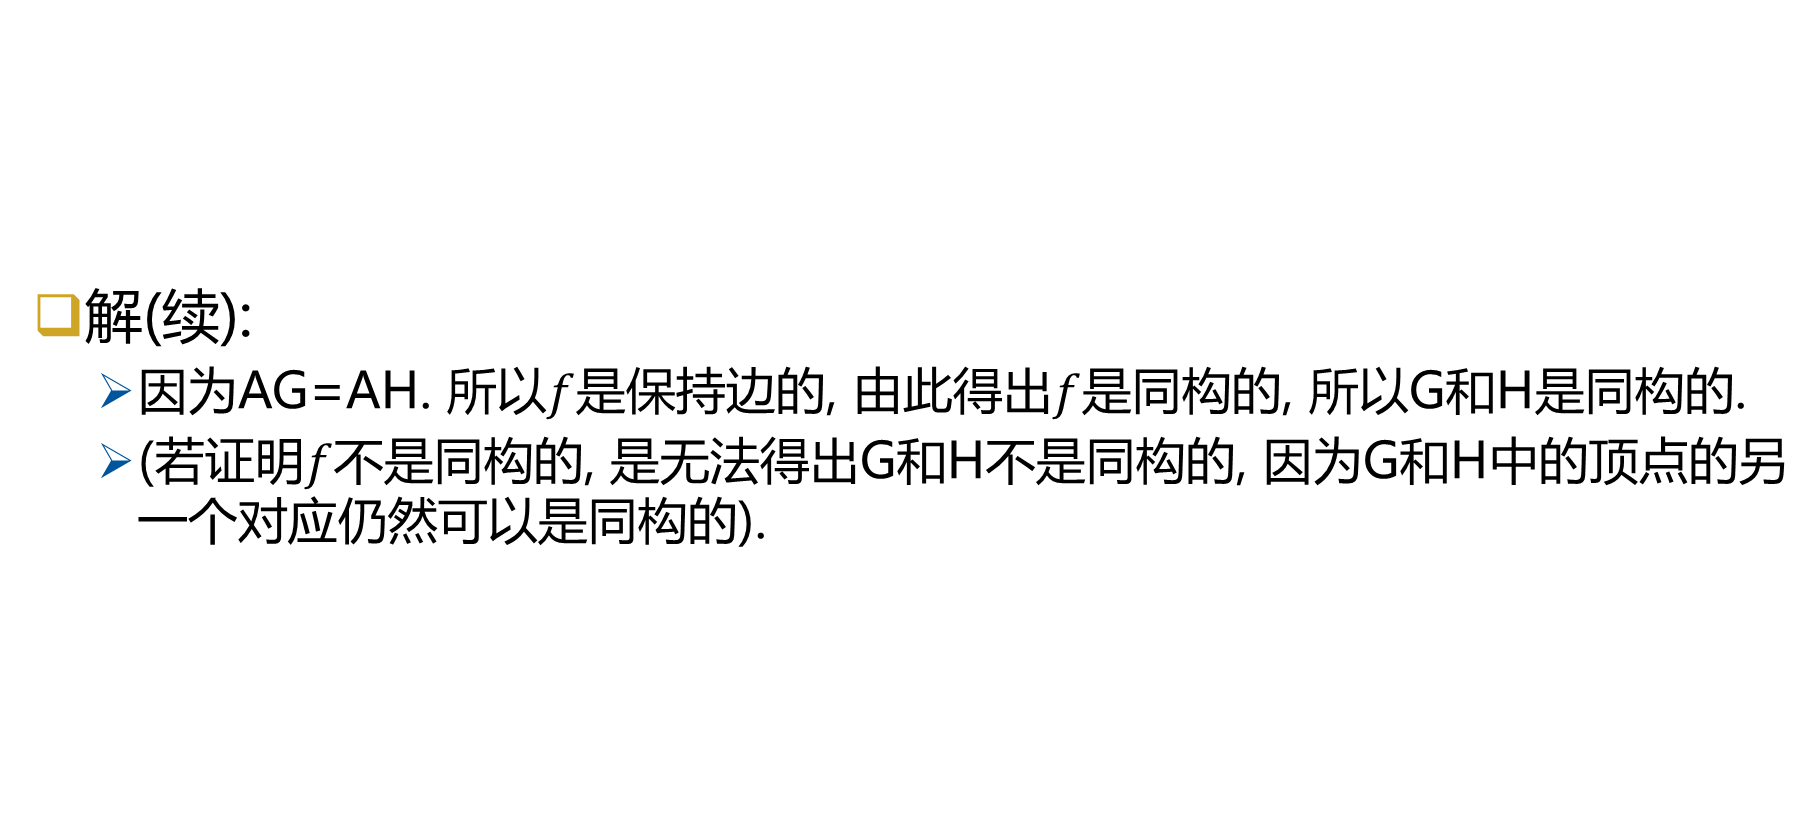 解(续):
因为AG=AH. 所以f是保持边的, 由此得出f是同构的, 所以G和H是同构的.
(若证明f不是同构的, 是无法得出G和H不是同构的, 因为G和H中的顶点的另
一个对应仍然可以是同构的).